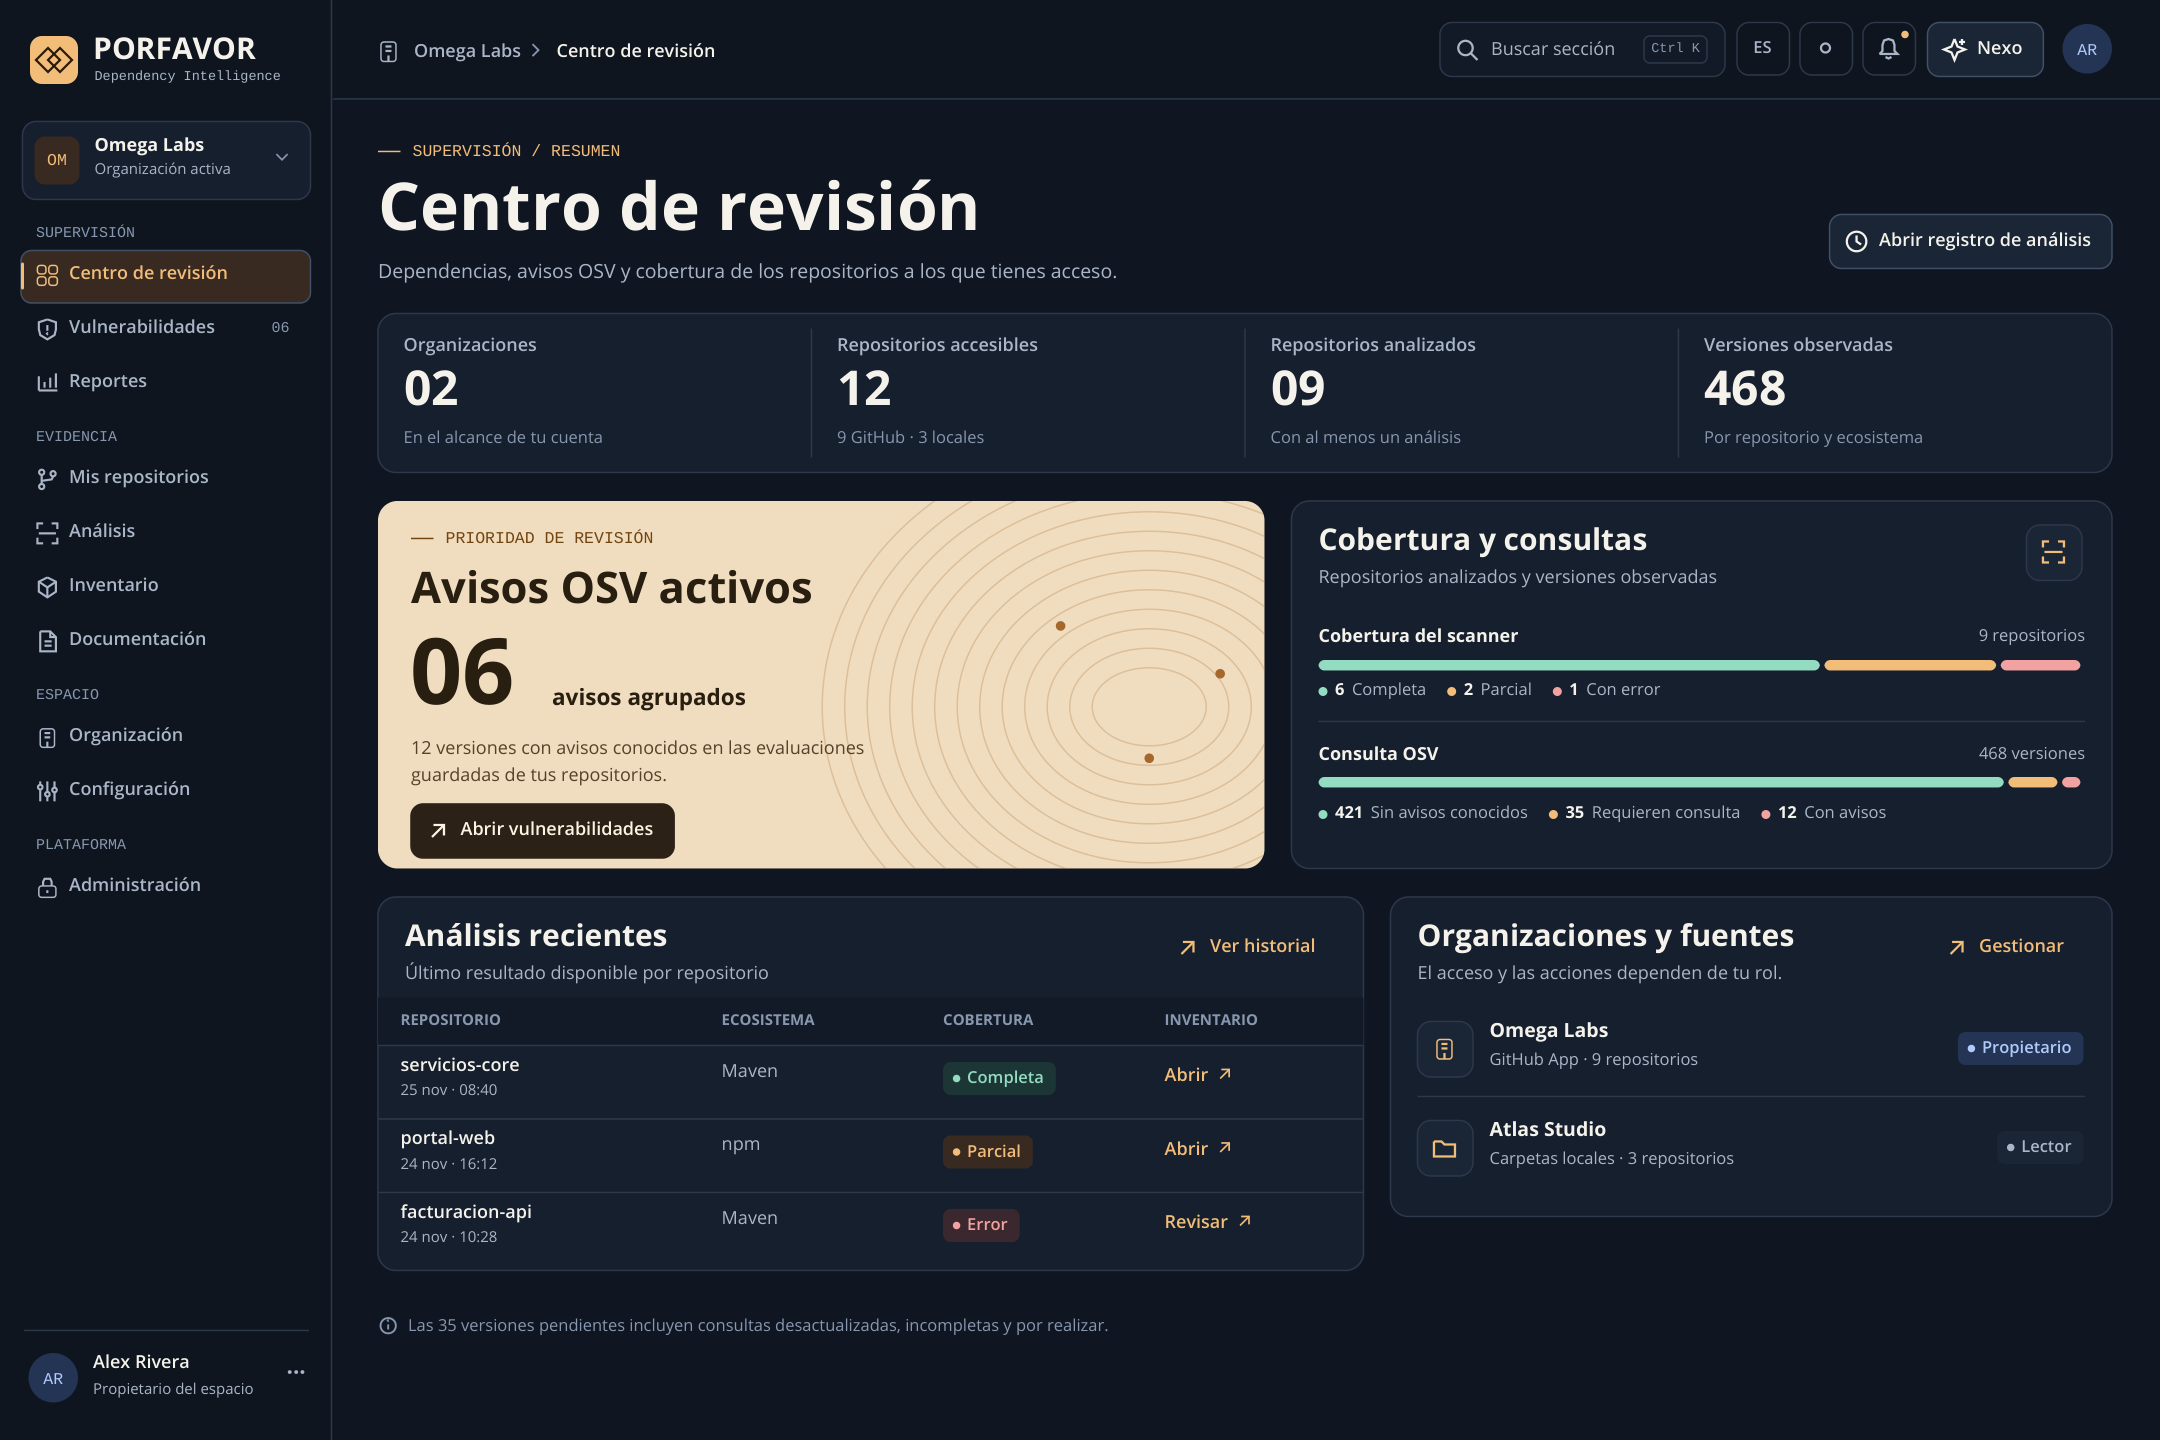 PORFAVOR
Dependency Intelligence
OM
Omega Labs
Organización activa
SUPERVISIÓN
Centro de revisión
Vulnerabilidades 06
Reportes
EVIDENCIA
Mis repositorios
Análisis
Inventario
Documentación
ESPACIO
Organización
Configuración
PLATAFORMA
Administración
AR
Alex Rivera
Propietario del espacio
Omega Labs > Centro de revisión
Buscar sección Ctrl K
ES
Nexo
AR
SUPERVISIÓN / RESUMEN
Centro de revisión
Dependencias, avisos OSV y cobertura de los repositorios a los que tienes acceso.
Abrir registro de análisis
Organizaciones
02
En el alcance de tu cuenta
Repositorios accesibles
12
9 GitHub · 3 locales
Repositorios analizados
09
Con al menos un análisis
Versiones observadas
468
Por repositorio y ecosistema
PRIORIDAD DE REVISIÓN
Avisos OSV activos
06 avisos agrupados
12 versiones con avisos conocidos en las evaluaciones
guardadas de tus repositorios.
Abrir vulnerabilidades
Cobertura y consultas
Repositorios analizados y versiones observadas
Cobertura del scanner 9 repositorios
6 Completa 2 Parcial 1 Con error
Consulta OSV 468 versiones
421 Sin avisos conocidos 35 Requieren consulta 12 Con avisos
Análisis recientes
Último resultado disponible por repositorio
Ver historial
REPOSITORIO ECOSISTEMA COBERTURA INVENTARIO
servicios-core Maven Completa Abrir
25 nov · 08:40
portal-web npm Parcial Abrir
24 nov · 16:12
facturacion-api Maven Error Revisar
24 nov · 10:28
Organizaciones y fuentes
El acceso y las acciones dependen de tu rol.
Gestionar
Omega Labs
GitHub App · 9 repositorios
Propietario
Atlas Studio
Carpetas locales · 3 repositorios
Lector
Las 35 versiones pendientes incluyen consultas desactualizadas, incompletas y por realizar.